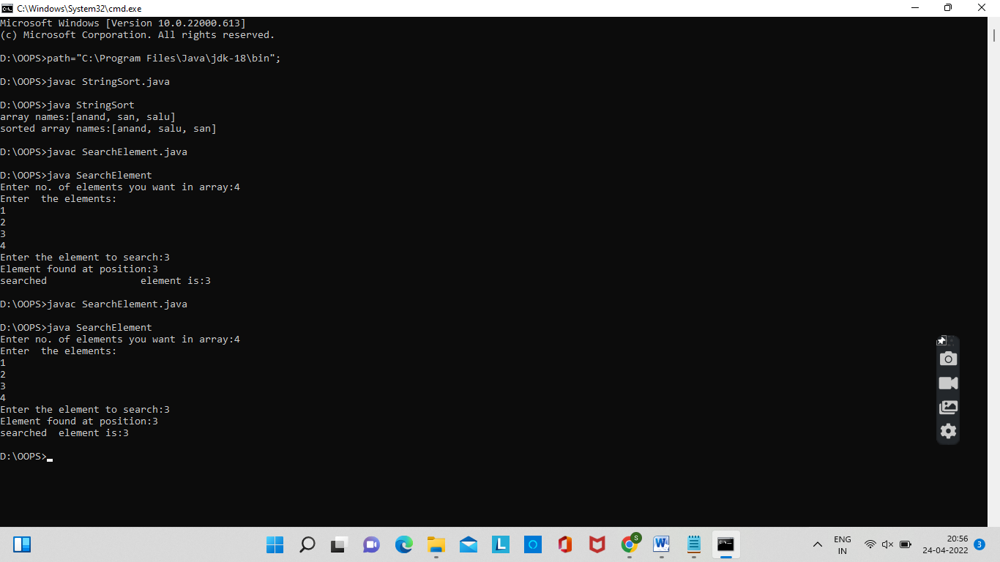 C:\Windows\System32\cmd.exe
Microsoft Windows [Version 10.0.22000.613]
(c) Microsoft Corporation. All rights reserved.
D:\OOPS>path="C:\Program Files\Java\jdk-18\bin";
D:\OOPS>javac StringSort.java
D:\OOPS>java StringSort
array names:[anand, san, salu]
sorted array names:[anand, salu, san]
D:\OOPS>javac SearchElement.java
D:\OOPS>java SearchElement
Enter no. of elements you want in array:4
Enter  the elements:
1
2
3
4
Enter the element to search:3
Element found at position:3
searched                element is:3
D:\OOPS>javac SearchElement.java
D:\OOPS>java SearchElement
Enter no. of elements you want in array:4
Enter  the elements:
1
2
3
4
Enter the element to search:3
Element found at position:3
searched  element is:3
D:\OOPS>
L
S
W
ENG
IN
20:56
24-04-2022
3